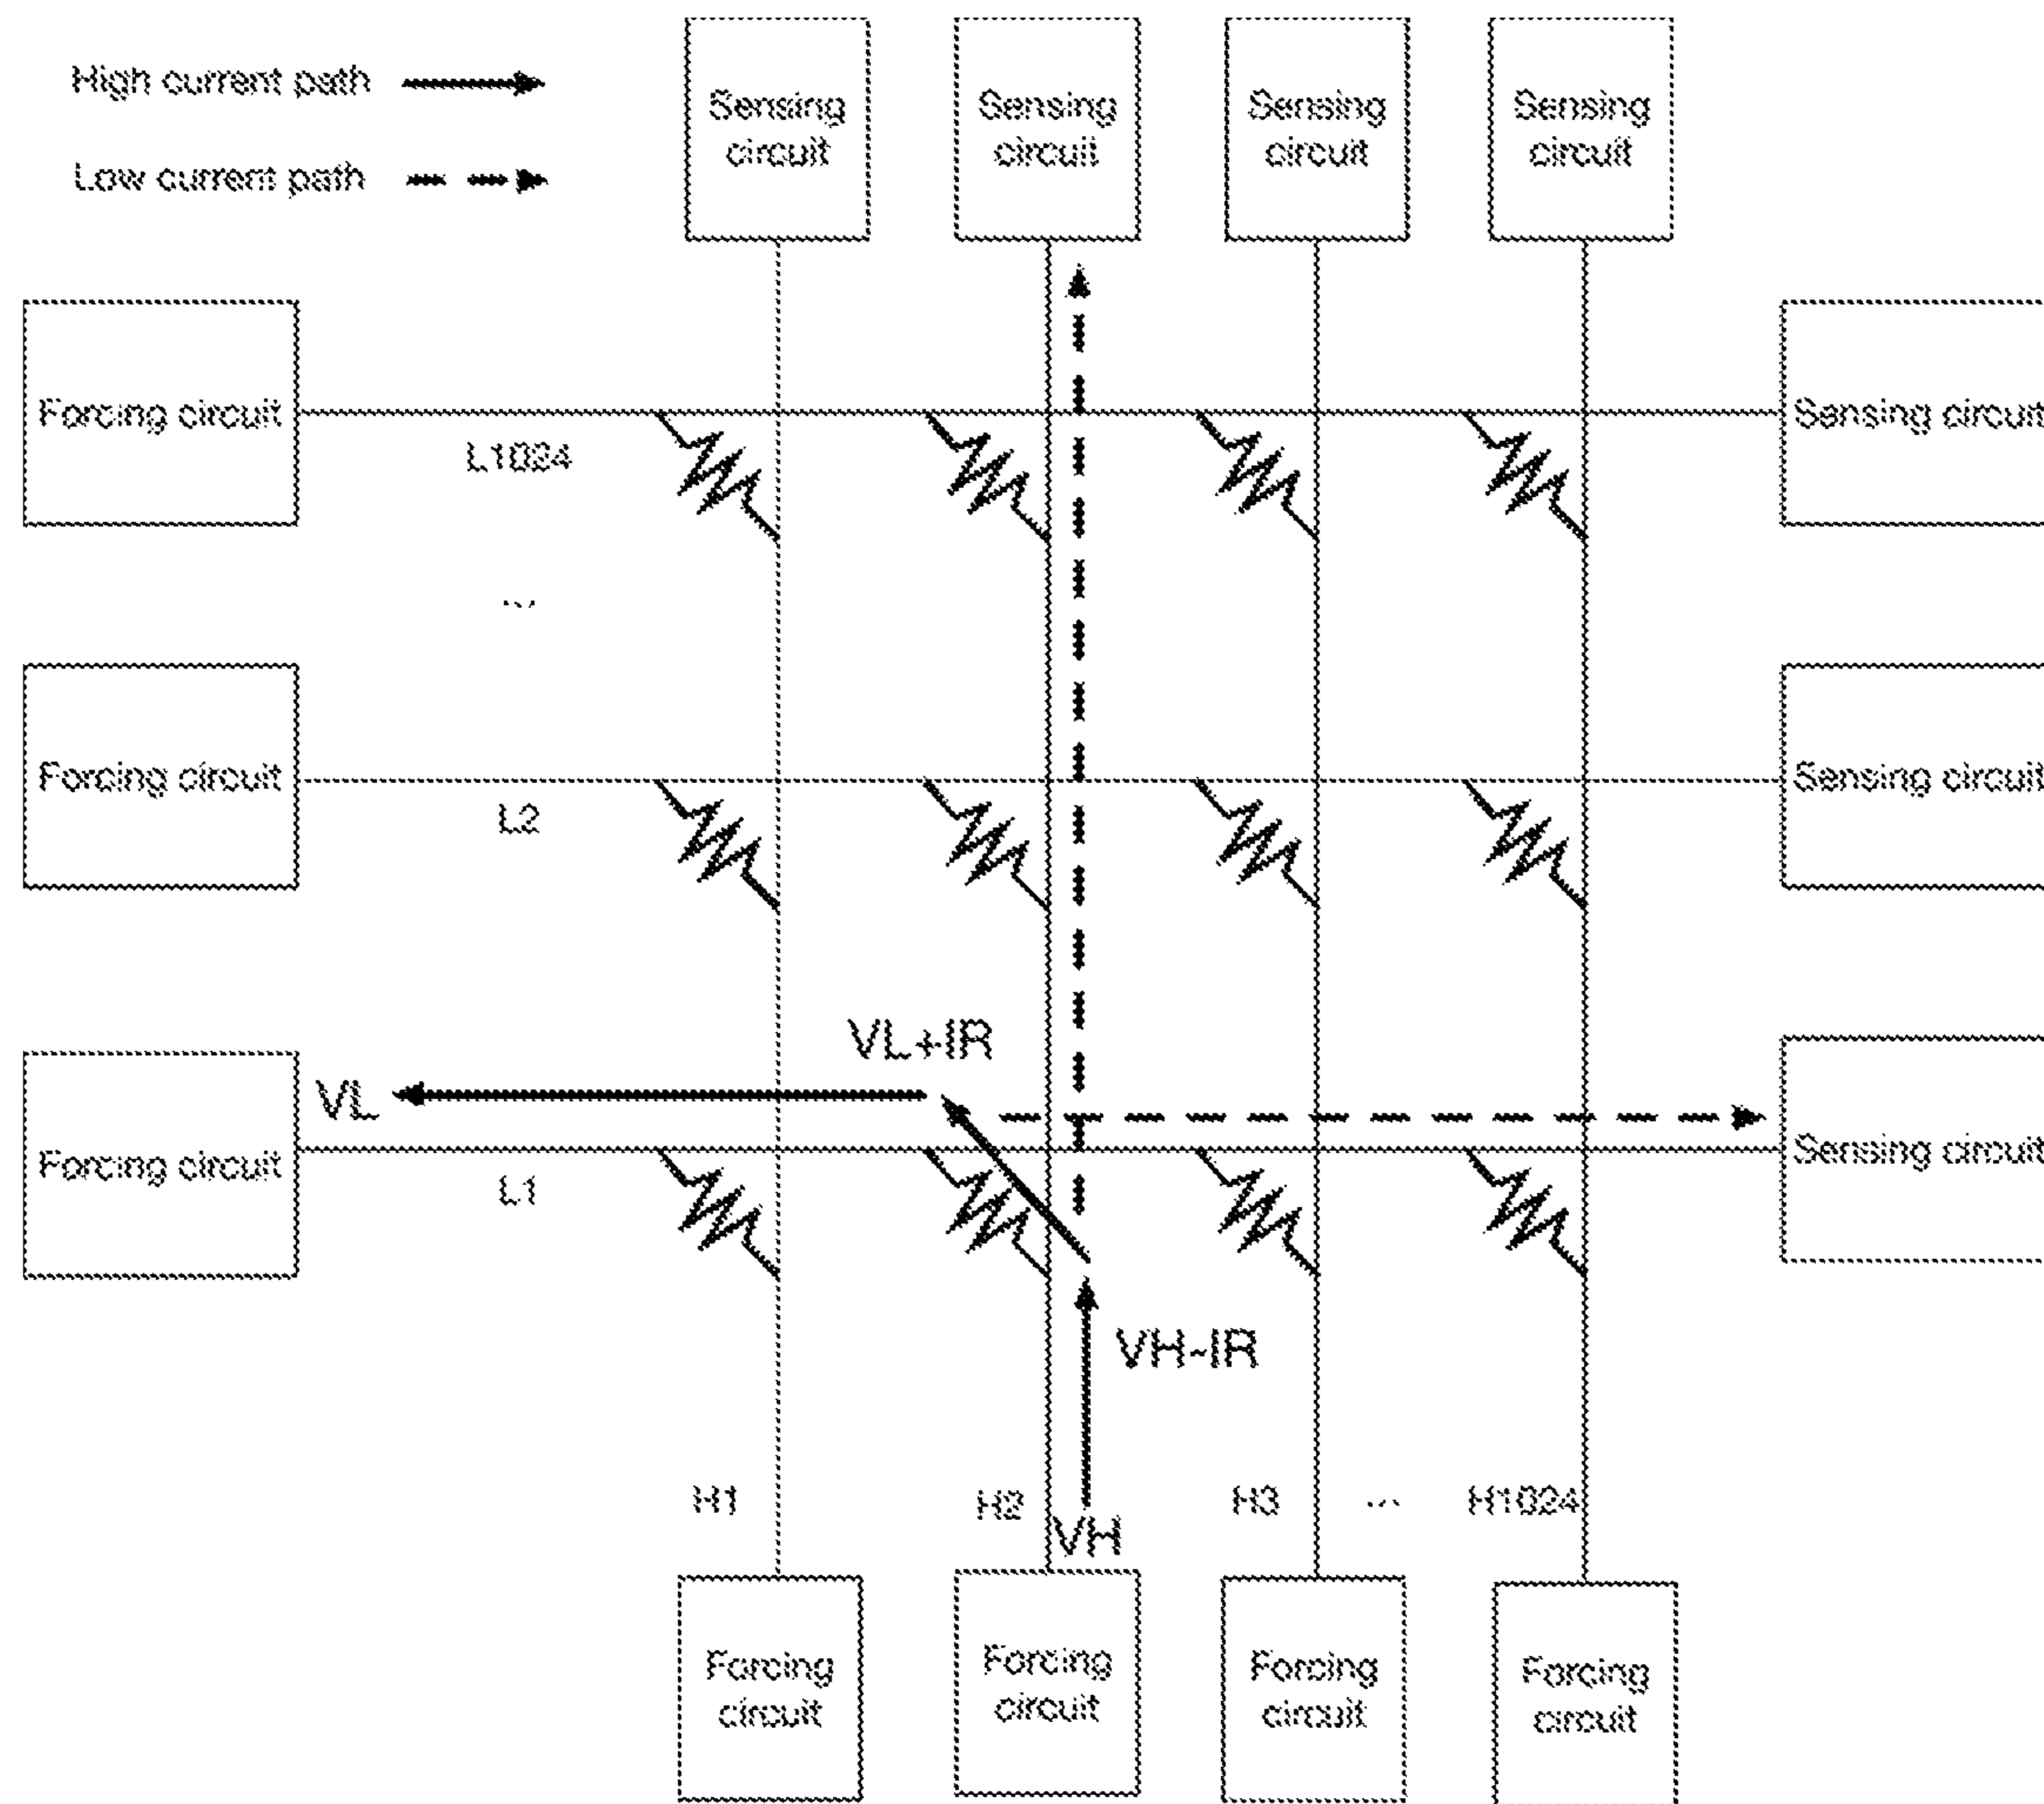 High current path
Low current path
Sensing
circuit
Sensing
circuit
Sensing
circuit
Sensing
circuit
Forcing circuit
L1024
Sensing circuit
...
Forcing circuit
L2
Sensing circuit
VL+IR
VL
Forcing circuit
L1
Sensing circuit
VH-IR
H1
H2
H3
...
H1024
VH
Forcing
circuit
Forcing
circuit
Forcing
circuit
Forcing
circuit